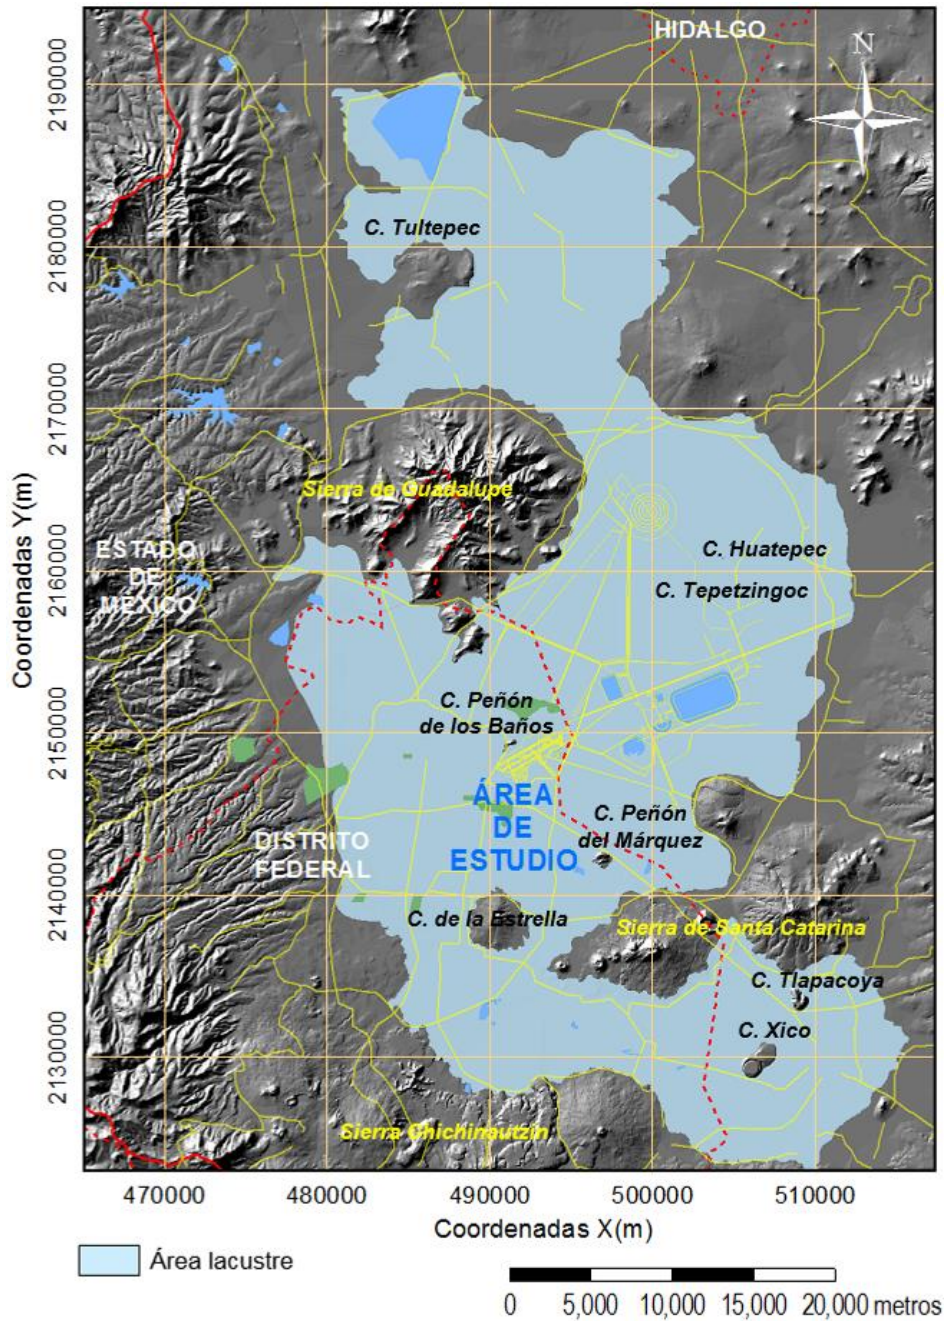 HIDALGO
N
2190000
C. Tultepec
2180000
2170000
Sierra de Guadalupe
ESTADO
DE
MÉXICO
C. Huatepec
2160000
C. Tepetzingoc
Coordenadas Y(m)
C. Peñón
de los Baños
2150000
ÁREA
DE
ESTUDIO
C. Peñón
del Márquez
DISTRITO
FEDERAL
2140000
C. de la Estrella
Sierra de Santa Catarina
C. Tlapacoya
C. Xico
2130000
Sierra Chichinautzin
470000 480000 490000 500000 510000
Coordenadas X(m)
Área lacustre
0 5,000 10,000 15,000 20,000 metros